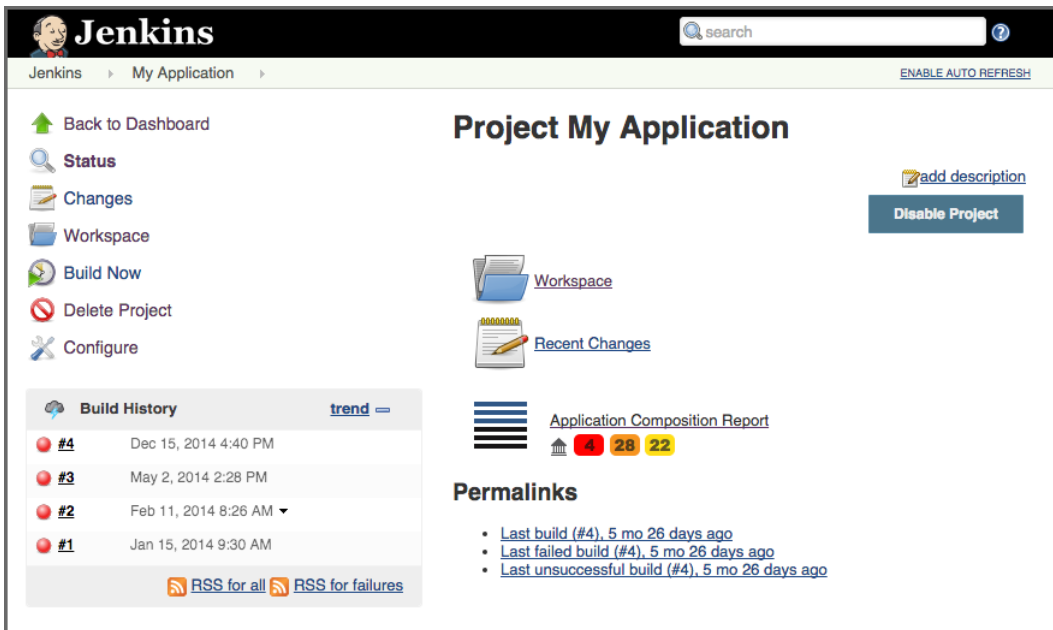 Jenkins
search
Jenkins My Application
ENABLE AUTO REFRESH
Back to Dashboard
Status
Changes
Workspace
Build Now
Delete Project
Configure
Build History trend
#4 Dec 15, 2014 4:40 PM
#3 May 2, 2014 2:28 PM
#2 Feb 11, 2014 8:26 AM
#1 Jan 15, 2014 9:30 AM
RSS for all RSS for failures
Project My Application
add description
Disable Project
Workspace
Recent Changes
Application Composition Report
4 28 22
Permalinks
Last build (#4), 5 mo 26 days ago
Last failed build (#4), 5 mo 26 days ago
Last unsuccessful build (#4), 5 mo 26 days ago